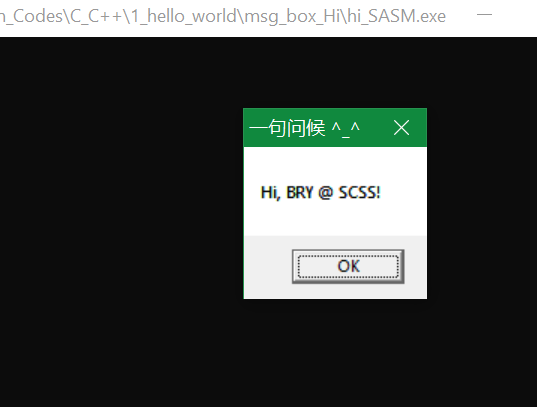 n_Codes\C_C++\1_hello_world\msg_box_Hi\hi_SASM.exe
一句问候 ^_^
Hi, BRY @ SCSS!
OK